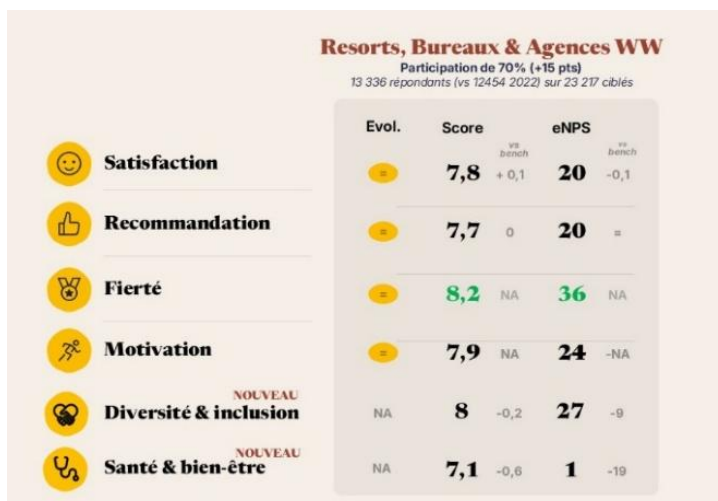 Resorts, Bureaux & Agences WW
Participation de 70% (+15 pts)
13 336 répondants (vs 12454 2022) sur 23 217 ciblés
Evol. Score eNPS
vs bench vs bench
Satisfaction = 7,8 + 0,1 20 -0,1
Recommandation = 7,7 0 20 =
Fierté = 8,2 NA 36 NA
Motivation = 7,9 NA 24 -NA
NOUVEAU
Diversité & inclusion NA 8 -0,2 27 -9
NOUVEAU
Santé & bien-être NA 7,1 -0,6 1 -19